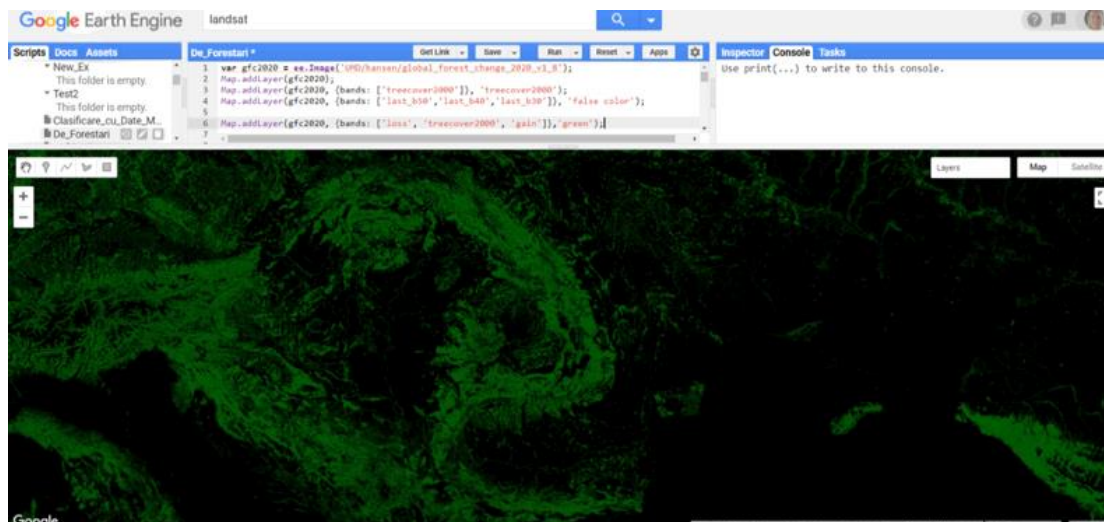 Google Earth Engine
landsat
Scripts Docs Assets
New_Ex
This folder is empty.
Test2
This folder is empty.
Clasificare_cu_Date_M...
De_Forestari
De_Forestari *
Get Link
Save
Run
Reset
Apps
1 var gfc2020 = ee.Image('UMD/hansen/global_forest_change_2020_v1_8');
2 Map.addLayer(gfc2020);
3 Map.addLayer(gfc2020, {bands: ['treecover2000']}, 'treecover2000');
4 Map.addLayer(gfc2020, {bands: ['last_b50','last_b40','last_b30']}, 'false color');
5
6 Map.addLayer(gfc2020, {bands: ['loss', 'treecover2000', 'gain']},'green');
7
Inspector Console Tasks
Use print(...) to write to this console.
Layers
Map
Satellite
Google